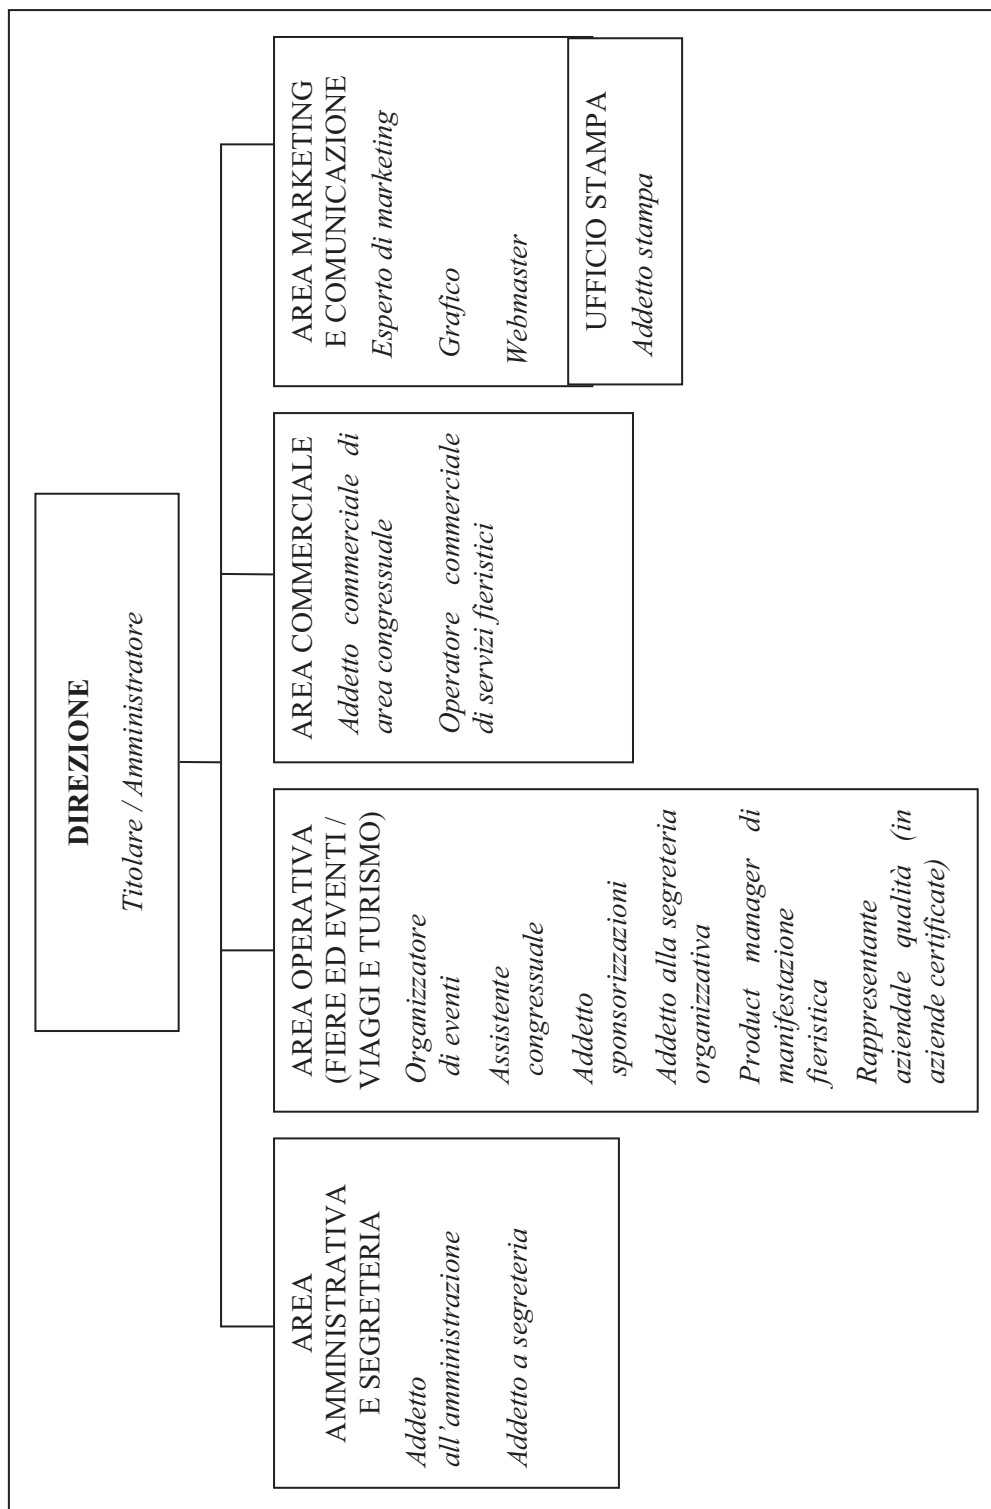 DIREZIONE
Titolare / Amministratore
AREA
AMMINISTRATIVA
E SEGRETERIA
Addetto
all’amministrazione
Addetto a segreteria
AREA OPERATIVA
(FIERE ED EVENTI /
VIAGGI E TURISMO)
Organizzatore
di eventi
Assistente
congressuale
Addetto
sponsorizzazioni
Addetto alla segreteria
organizzativa
Product manager di
manifestazione
fieristica
Rappresentante
aziendale qualità (in
aziende certificate)
AREA COMMERCIALE
Addetto commerciale di
area congressuale
Operatore commerciale
di servizi fieristici
AREA MARKETING
E COMUNICAZIONE
Esperto di marketing
Grafico
Webmaster
UFFICIO STAMPA
Addetto stampa